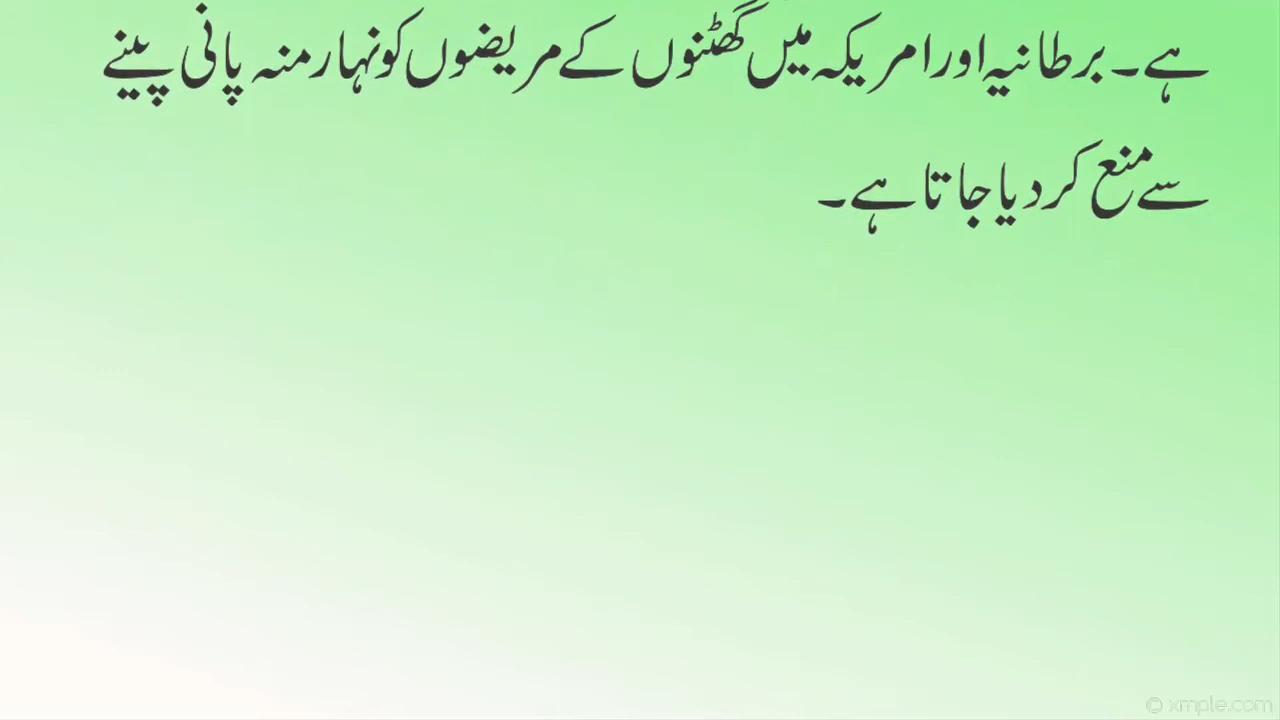 ہے۔ برطانیہ اور امریکہ میں گھٹنوں کے مریضوں کو نہار منہ پانی پینے
سے منع کر دیا جاتا ہے۔
© xmple.com